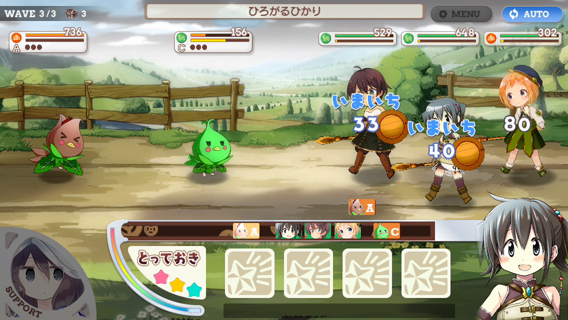 WAVE 3/3 3
ひろがるひかり
MENU
AUTO
736
A
156
C
529
648
302
いまいち
33
いまいち
40
80
A
A
C
とっておき
SUPPORT